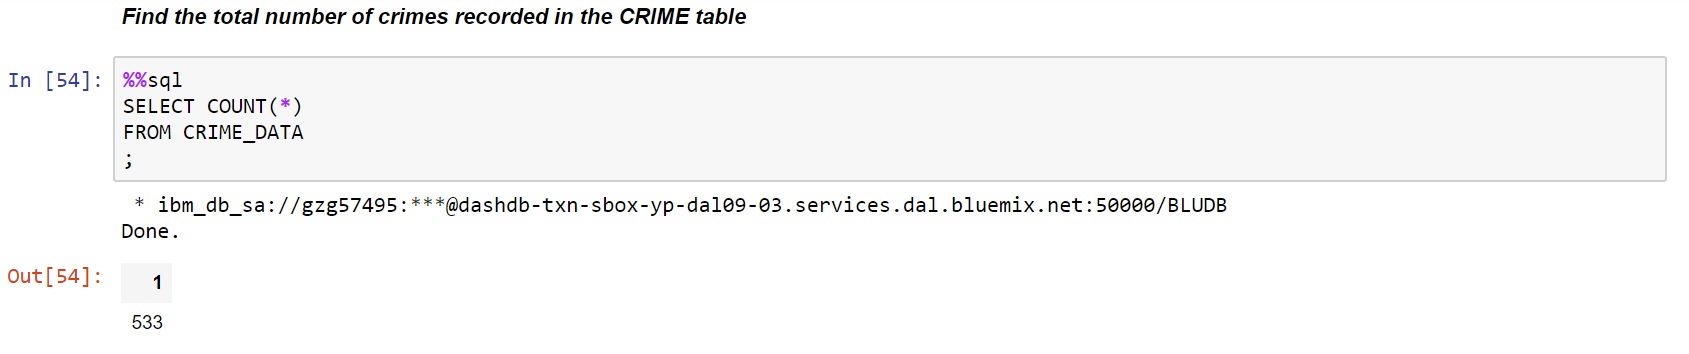 Find the total number of crimes recorded in the CRIME table
In [54]:
%%sql
SELECT COUNT(*)
FROM CRIME_DATA
;
* ibm_db_sa://gzg57495:***@dashdb-txn-sbox-yp-dal09-03.services.dal.bluemix.net:50000/BLUDB
Done.
Out[54]:
1
533